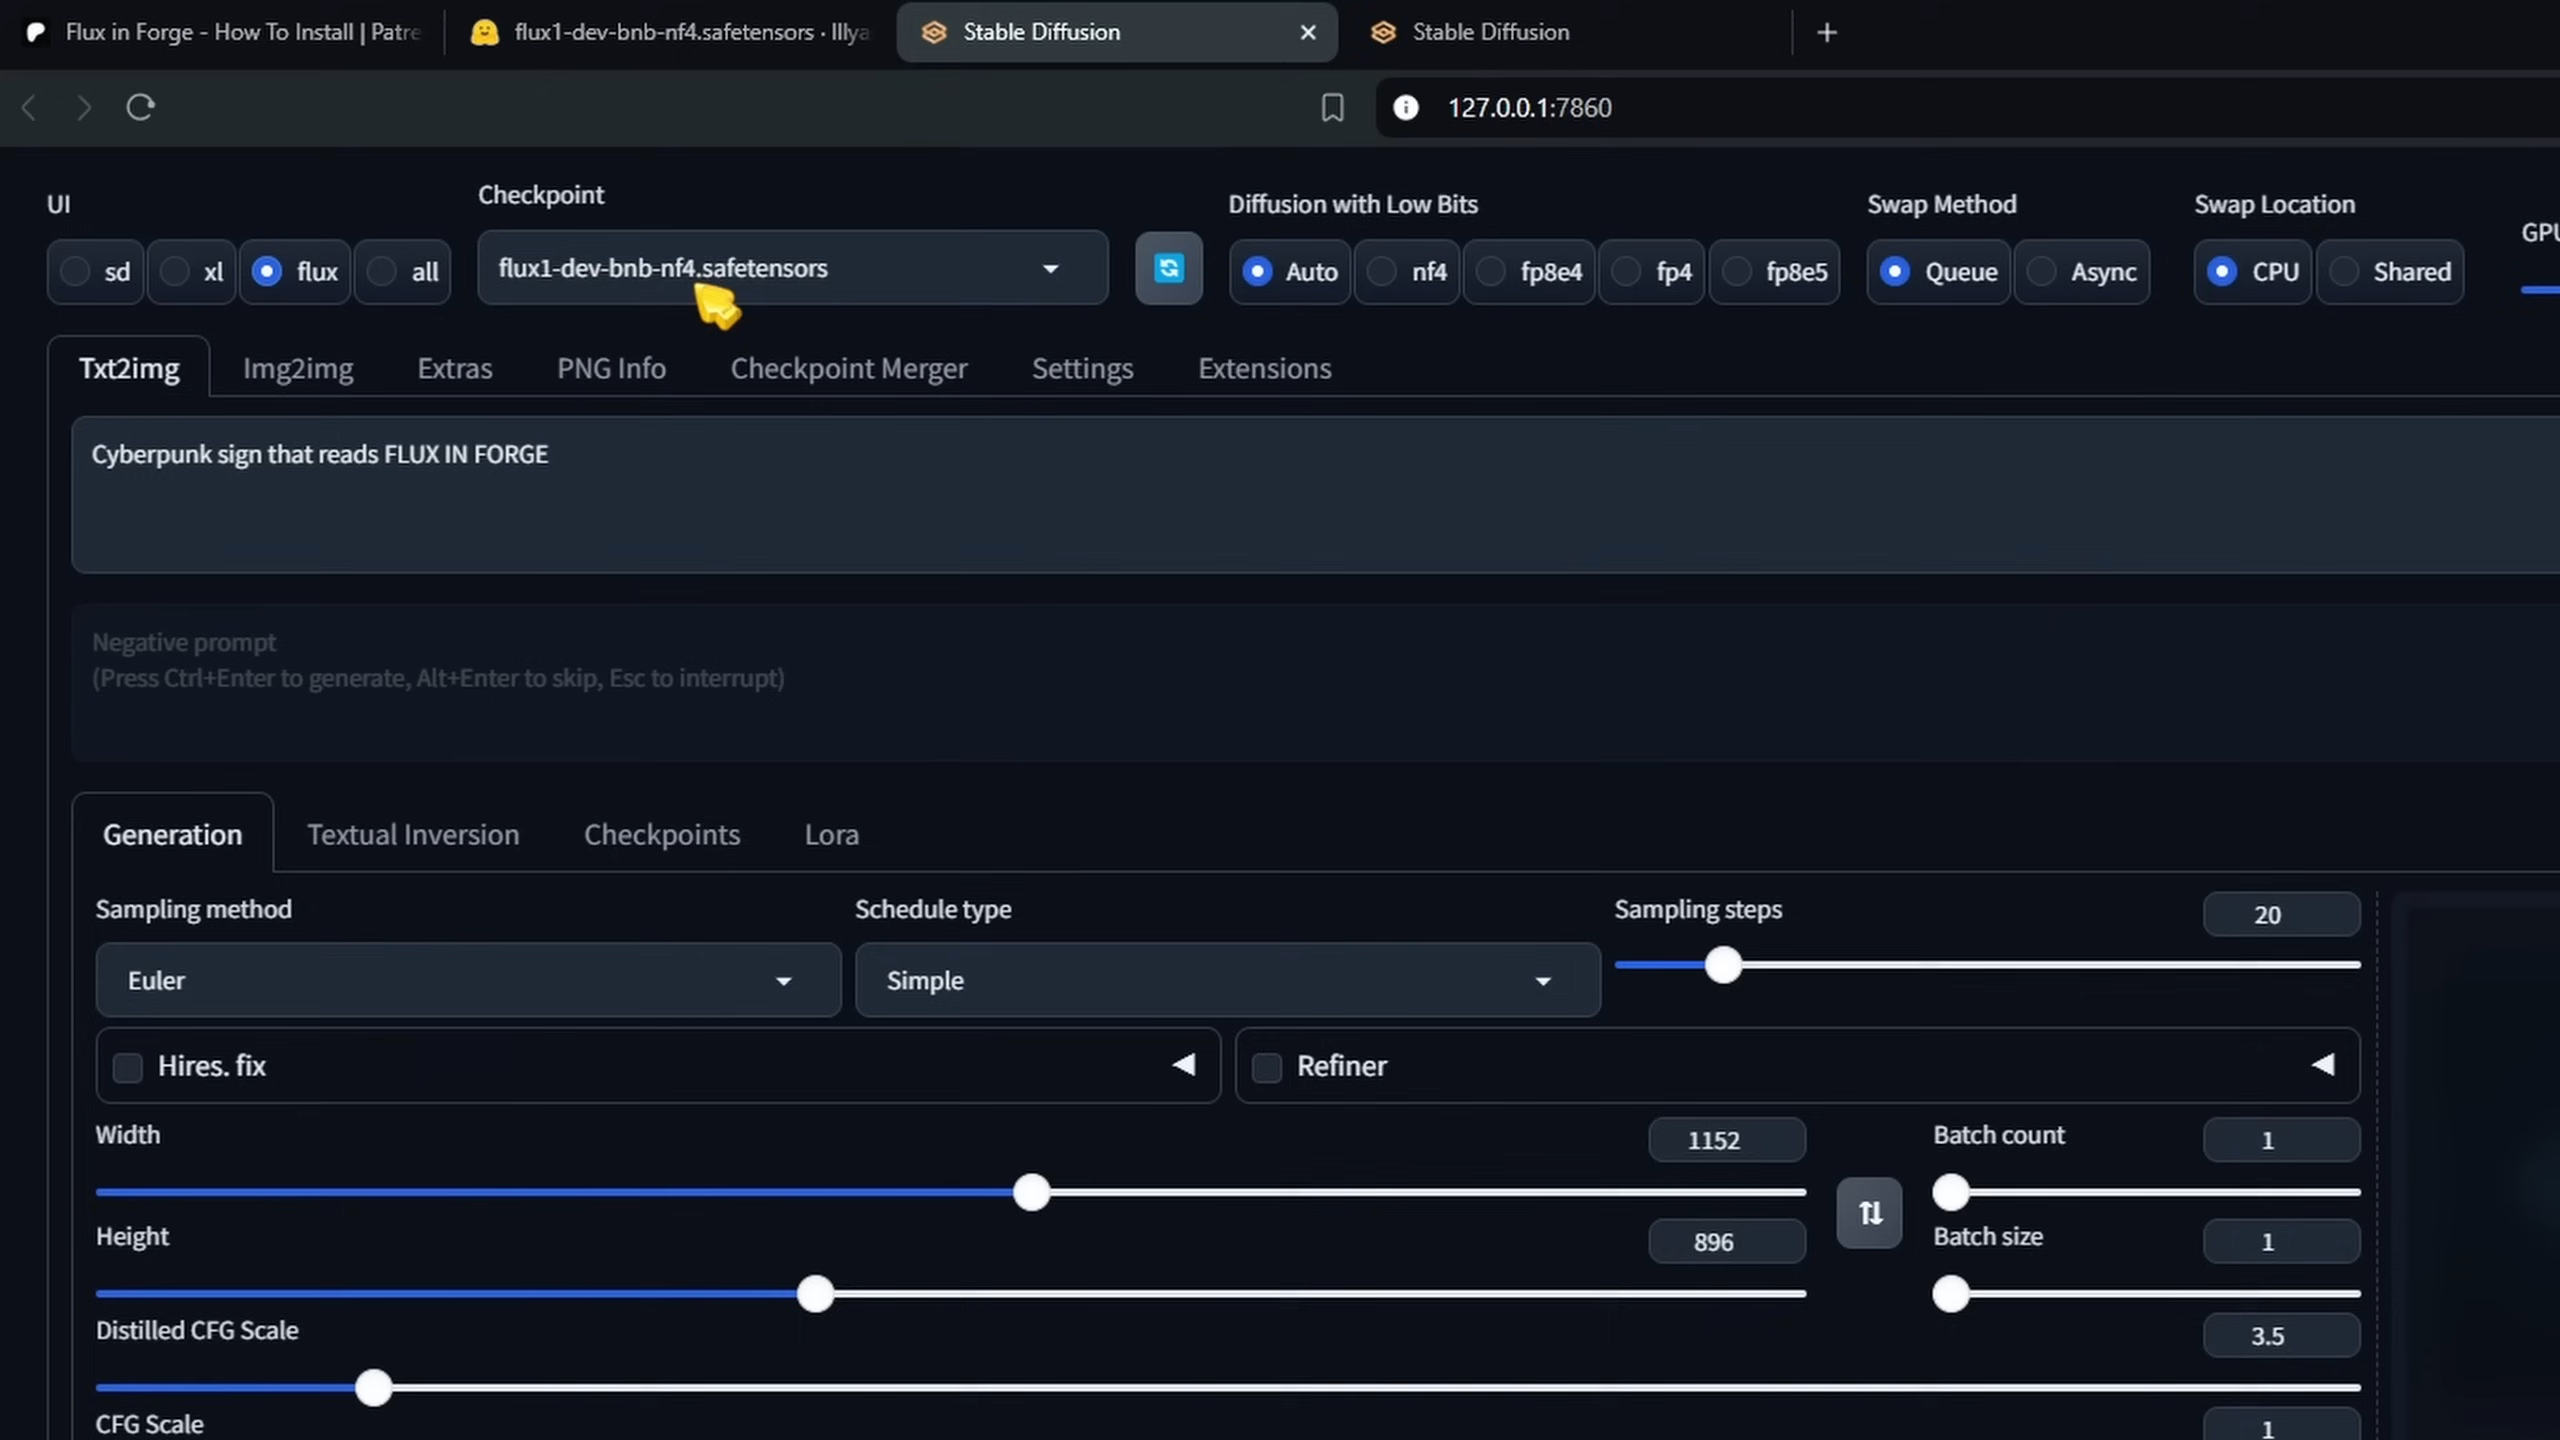 Flux in Forge - How To Install | Patre
flux1-dev-bnb-nf4.safetensors · Illya
Stable Diffusion
Stable Diffusion
127.0.0.1:7860
UI
Checkpoint
Diffusion with Low Bits
Swap Method
Swap Location
GPU
sd xl flux all
flux1-dev-bnb-nf4.safetensors
Auto nf4 fp8e4 fp4 fp8e5
Queue Async
CPU Shared
Txt2img Img2img Extras PNG Info Checkpoint Merger Settings Extensions
Cyberpunk sign that reads FLUX IN FORGE
Negative prompt
(Press Ctrl+Enter to generate, Alt+Enter to skip, Esc to interrupt)
Generation Textual Inversion Checkpoints Lora
Sampling method
Schedule type
Sampling steps
20
Euler
Simple
Hires. fix
Refiner
Width
1152
Batch count
1
Height
896
Batch size
1
Distilled CFG Scale
3.5
CFG Scale
1